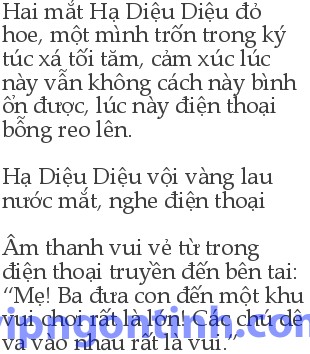 Hai mắt Hạ Diệu Diệu đỏ
hoe, một mình trốn trong ký
túc xá tối tăm, cảm xúc lúc
này vẫn không cách này bình
ổn được, lúc này điện thoại
bỗng reo lên.

Hạ Diệu Diệu vội vàng lau
nước mắt, nghe điện thoại

Âm thanh vui vẻ từ trong
điện thoại truyền đến bên tai:
“Mẹ! Ba đưa con đến một khu
vui chơi rất là lớn! Các chú dê
va vào nhau rất là vui.”